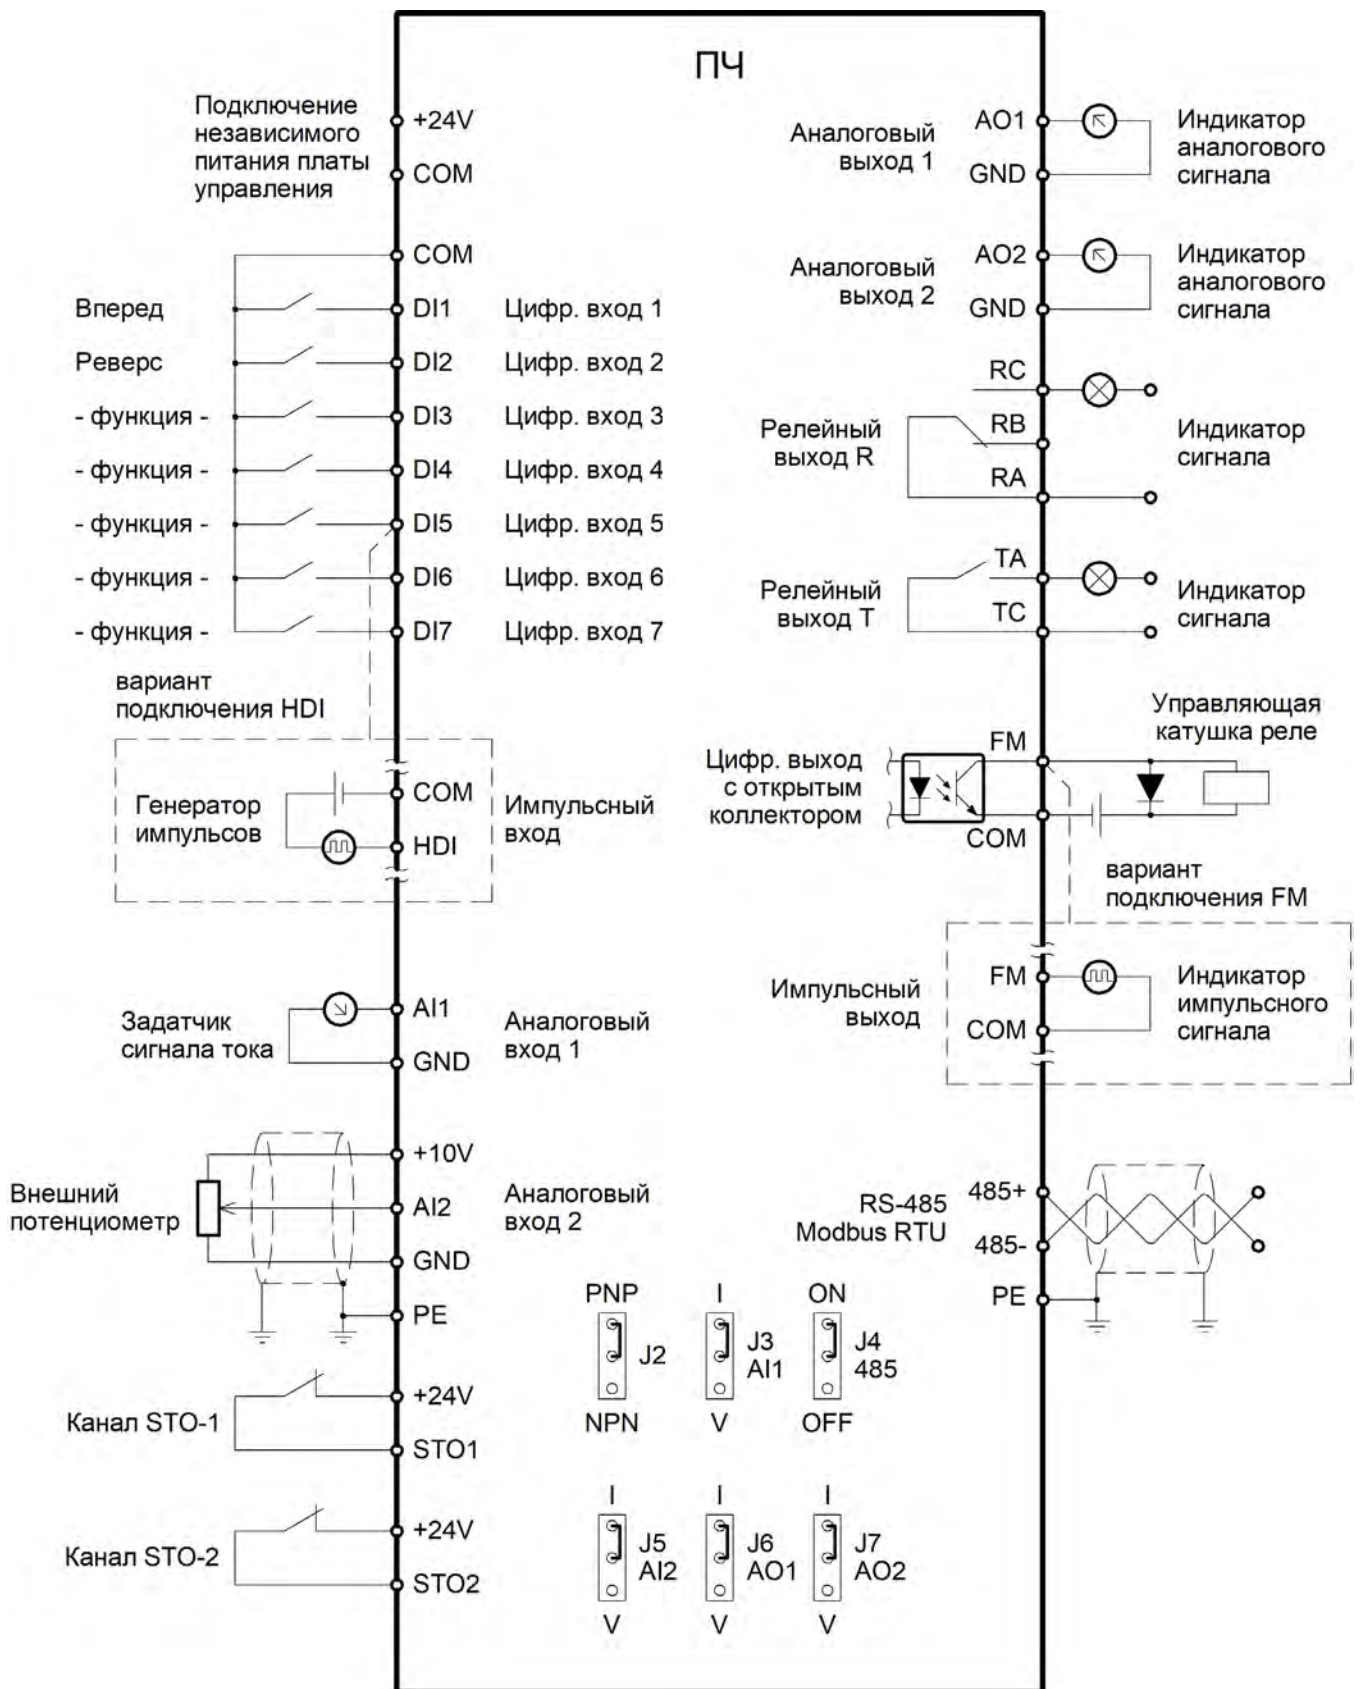 ПЧ
Подключение
независимого
питания платы
управления
+24V
COM
COM
Вперед
DI1
Цифр. вход 1
Реверс
DI2
Цифр. вход 2
- функция -
DI3
Цифр. вход 3
- функция -
DI4
Цифр. вход 4
- функция -
DI5
Цифр. вход 5
- функция -
DI6
Цифр. вход 6
- функция -
DI7
Цифр. вход 7
вариант
подключения HDI
Генератор
импульсов
COM
HDI
Импульсный
вход
Задатчик
сигнала тока
AI1
GND
Аналоговый
вход 1
Внешний
потенциометр
+10V
AI2
GND
PE
Аналоговый
вход 2
Канал STO-1
+24V
STO1
Канал STO-2
+24V
STO2
Аналоговый
выход 1
AO1
GND
Индикатор
аналогового
сигнала
Аналоговый
выход 2
AO2
GND
Индикатор
аналогового
сигнала
Релейный
выход R
RC
RB
RA
Индикатор
сигнала
Релейный
выход T
TA
TC
Индикатор
сигнала
Цифр. выход
с открытым
коллектором
FM
COM
Управляющая
катушка реле
вариант
подключения FM
Импульсный
выход
FM
COM
Индикатор
импульсного
сигнала
RS-485
Modbus RTU
485+
485-
PE
PNP
J2
NPN
I
J3
AI1
V
ON
J4
485
OFF
I
J5
AI2
V
I
J6
AO1
V
I
J7
AO2
V